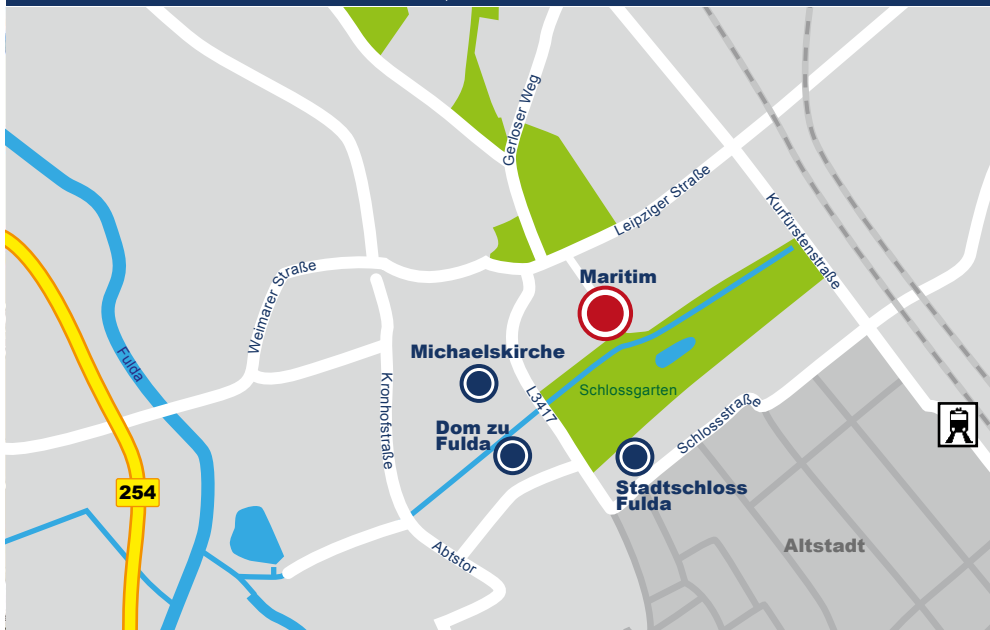 Gerloser Weg
Leipziger Straße
Kurfürstenstraße
Maritim
Weimarer Straße
Fulda
Michaelskirche
Kronhofstraße
L3417
Schlossgarten
Schlossstraße
Dom zu
Fulda
254
Stadtschloss
Fulda
Abtstor
Altstadt